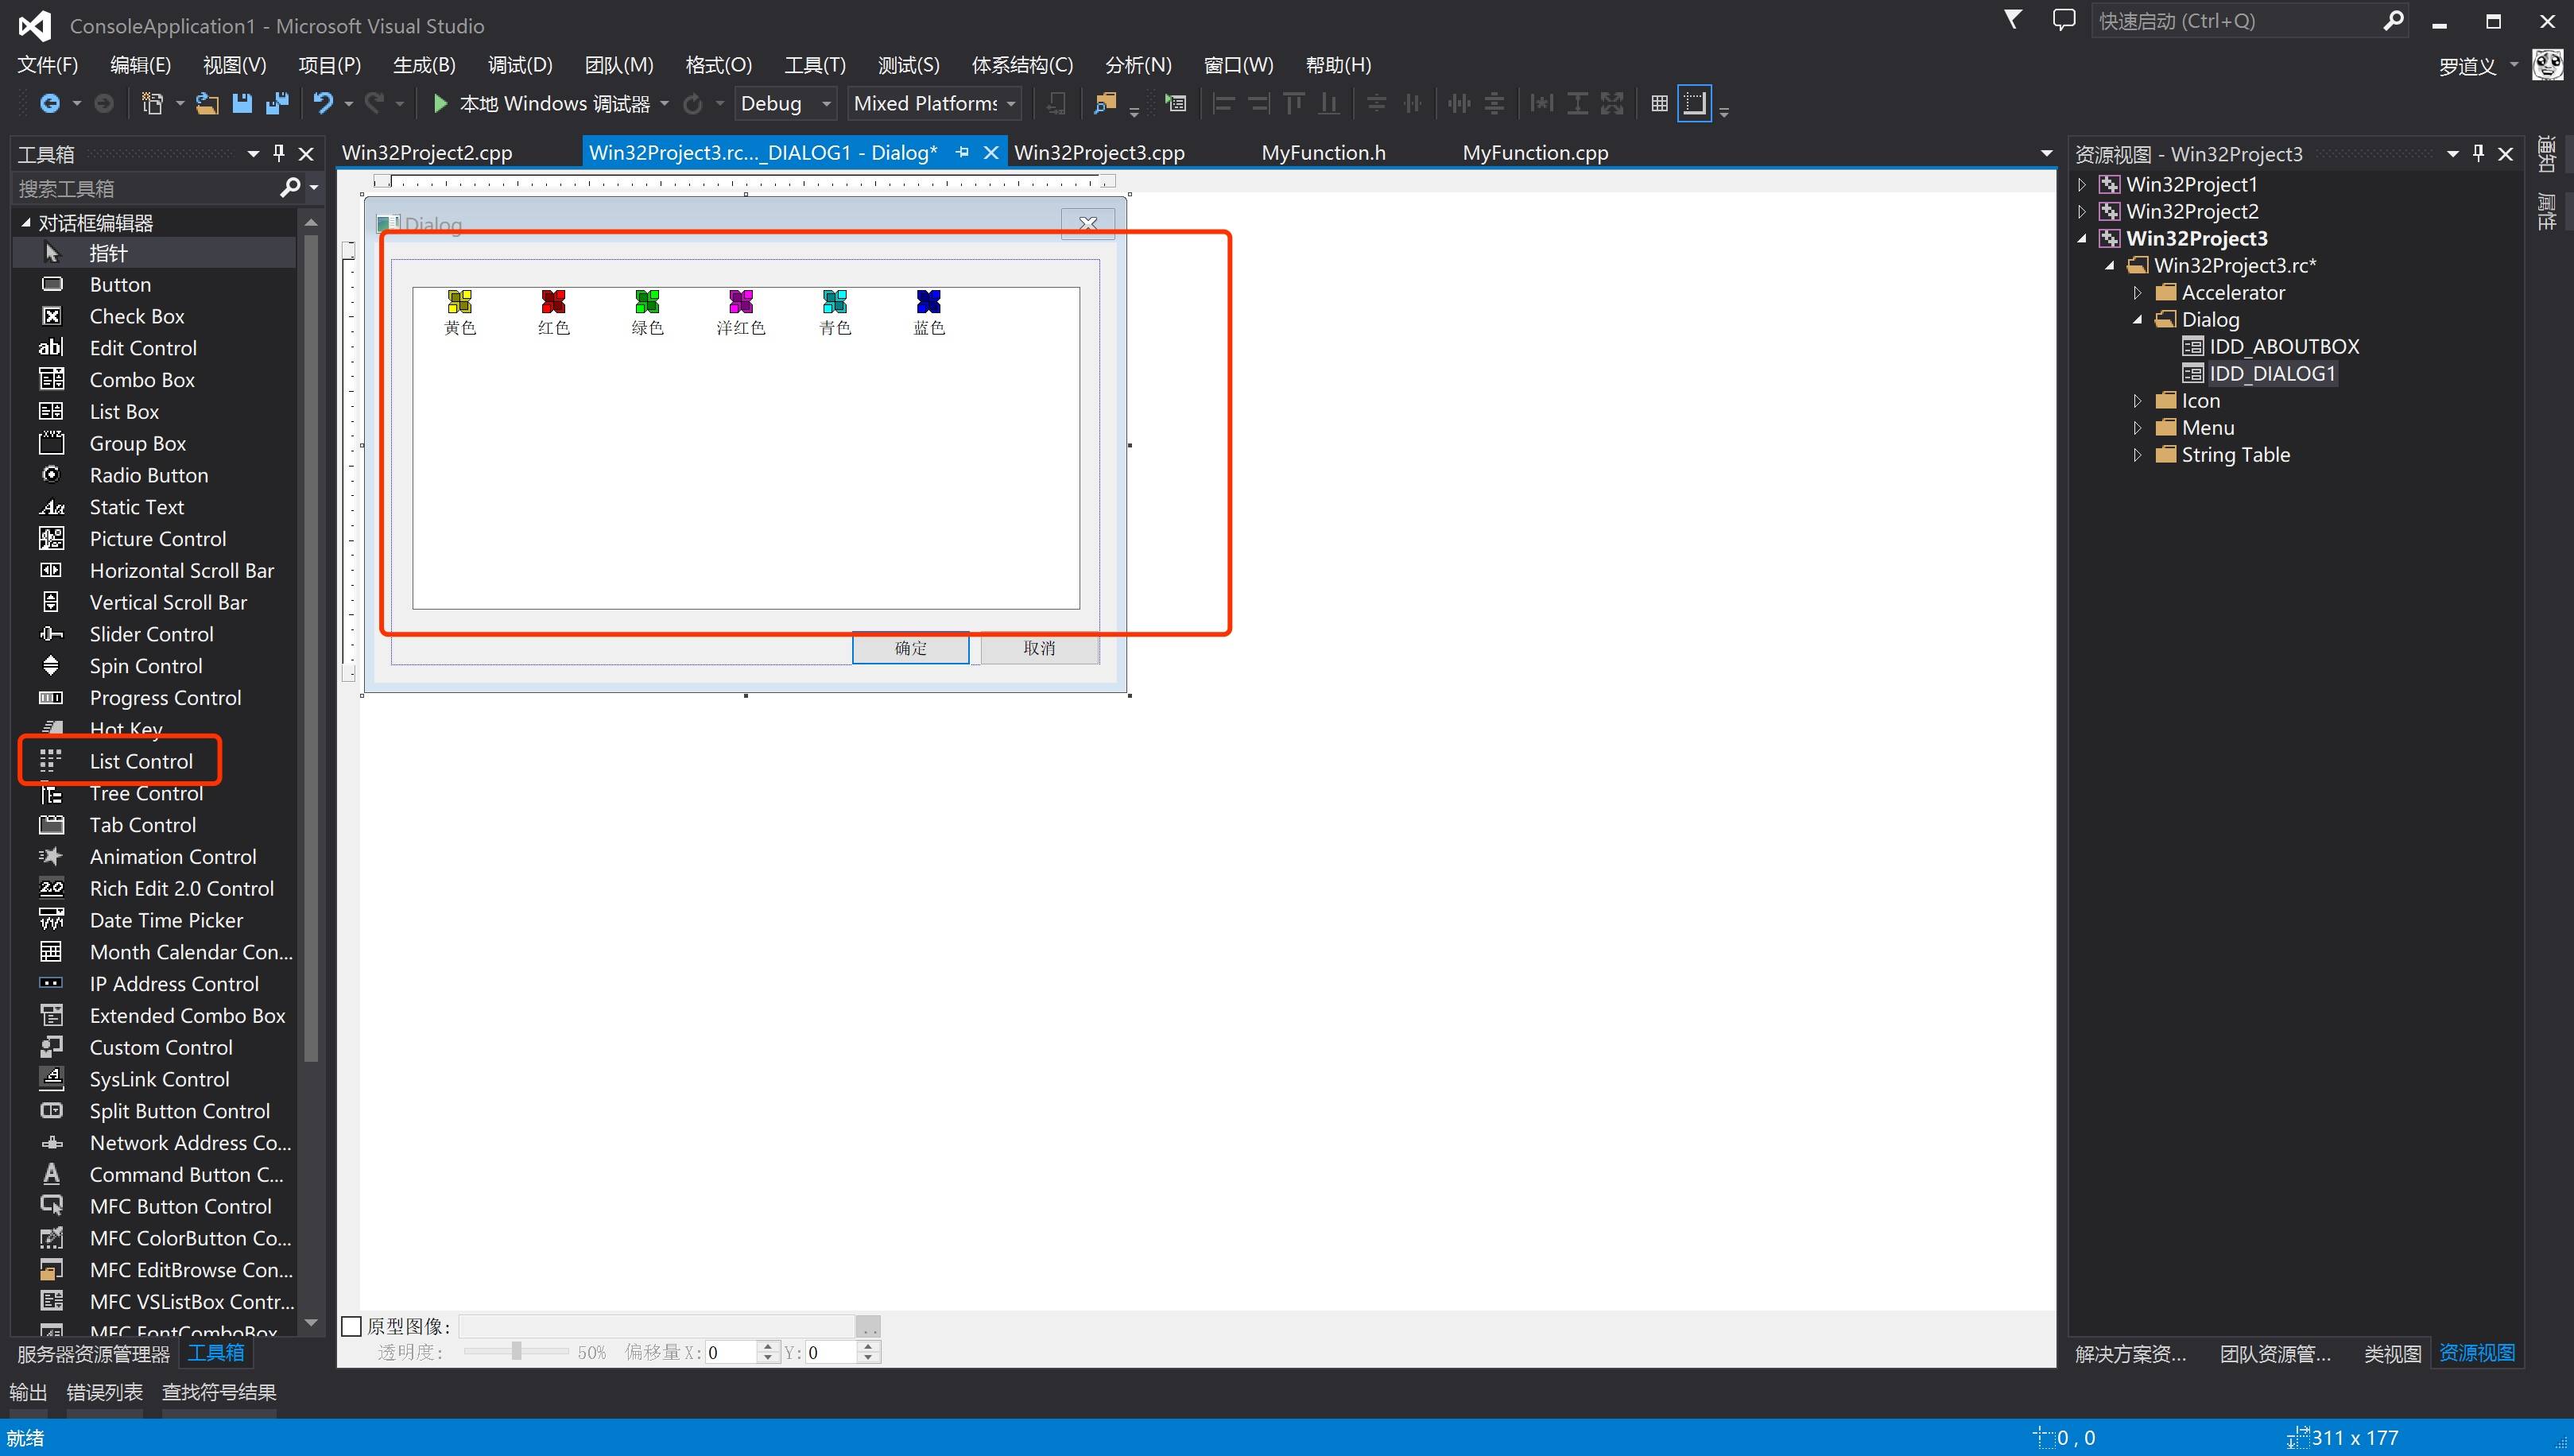 ConsoleApplication1 - Microsoft Visual Studio
快速启动 (Ctrl+Q)
文件(F) 编辑(E) 视图(V) 项目(P) 生成(B) 调试(D) 团队(M) 格式(O) 工具(T) 测试(S) 体系结构(C) 分析(N) 窗口(W) 帮助(H)
罗道义
本地 Windows 调试器 Debug Mixed Platforms
工具箱
搜索工具箱
对话框编辑器
指针
Button
Check Box
Edit Control
Combo Box
List Box
Group Box
Radio Button
Static Text
Picture Control
Horizontal Scroll Bar
Vertical Scroll Bar
Slider Control
Spin Control
Progress Control
Hot Key
List Control
Tree Control
Tab Control
Animation Control
Rich Edit 2.0 Control
Date Time Picker
Month Calendar Con...
IP Address Control
Extended Combo Box
Custom Control
SysLink Control
Split Button Control
Network Address Co...
Command Button C...
MFC Button Control
MFC ColorButton Co...
MFC EditBrowse Con...
MFC VSListBox Contr...
MFC FontComboBox
服务器资源管理器 工具箱
Win32Project2.cpp Win32Project3.rc..._DIALOG1 - Dialog* Win32Project3.cpp MyFunction.h MyFunction.cpp
Dialog
黄色 红色 绿色 洋红色 青色 蓝色
确定 取消
原型图像: ..
透明度: 50% 偏移量 X: 0 Y: 0
资源视图 - Win32Project3
Win32Project1
Win32Project2
Win32Project3
Win32Project3.rc*
Accelerator
Dialog
IDD_ABOUTBOX
IDD_DIALOG1
Icon
Menu
String Table
解决方案资... 团队资源管... 类视图 资源视图
通知
属性
输出 错误列表 查找符号结果
就绪
0 , 0
311 x 177